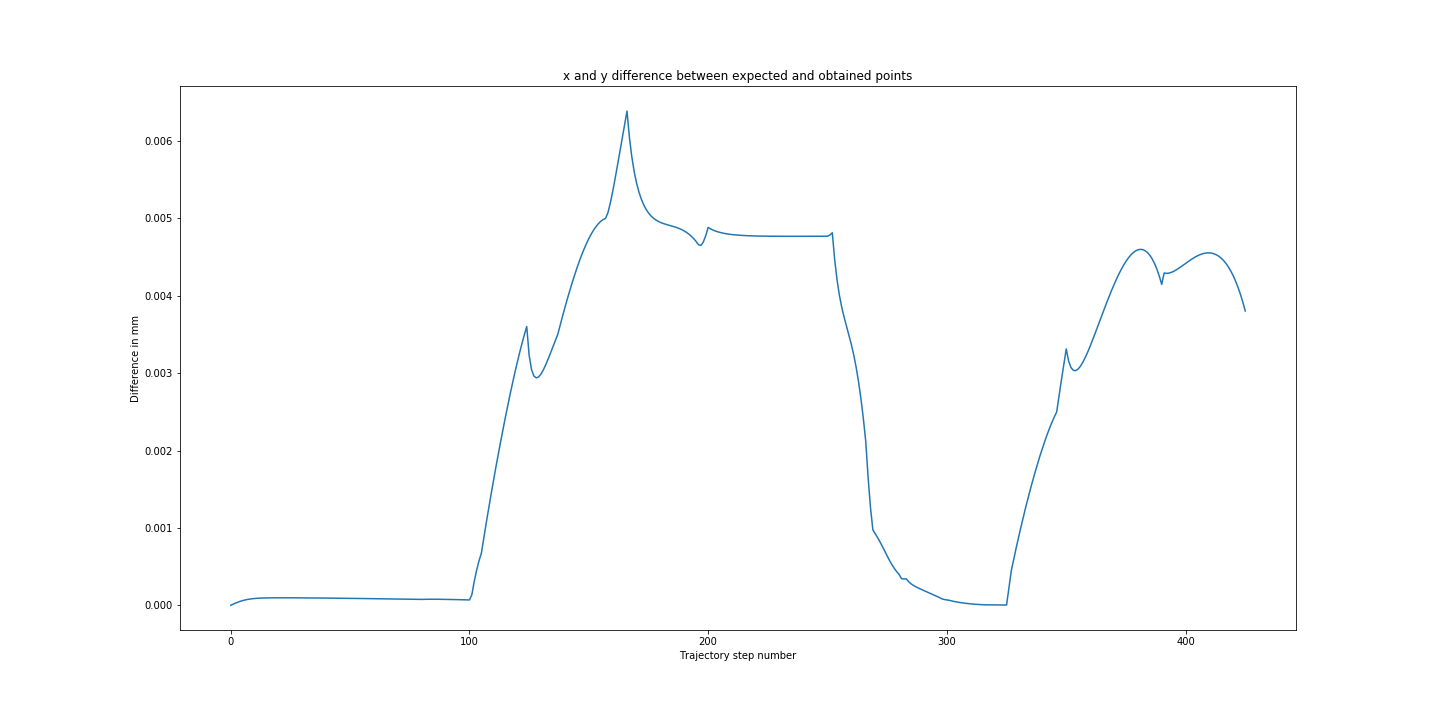 x and y difference between expected and obtained points
Difference in mm
0.006
0.005
0.004
0.003
0.002
0.001
0.000
0 100 200 300 400
Trajectory step number